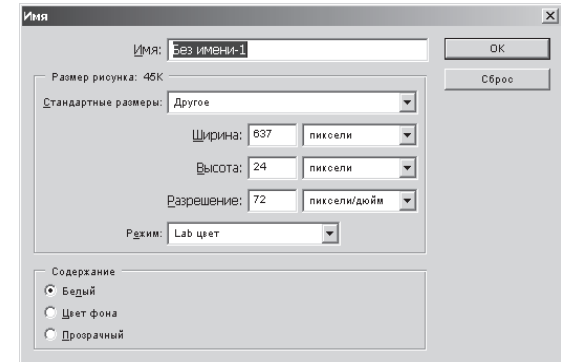 Имя
Имя: Без имени-1
OK
Размер рисунка: 45K
Сброс
Стандартные размеры: Другое
Ширина: 637 пиксели
Высота: 24 пиксели
Разрешение: 72 пиксели/дюйм
Режим: Lab цвет
Содержание
Белый
Цвет фона
Прозрачный